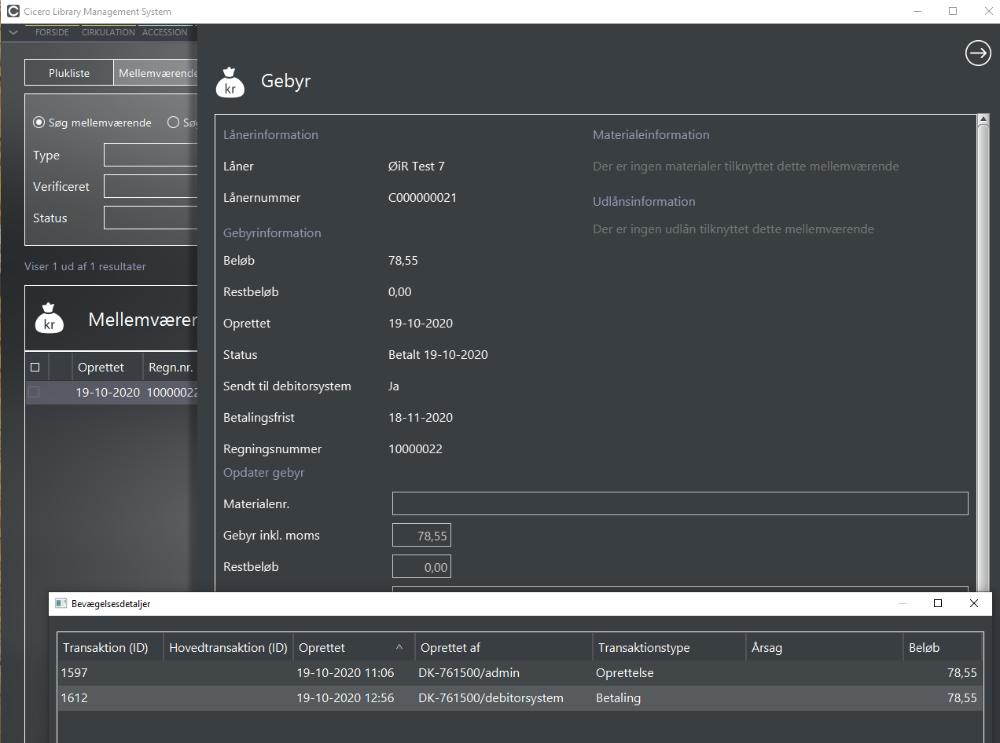 Cicero Library Management System
FORSIDE CIRKULATION ACCESSION
Plukliste Mellemværende
Søg mellemværende
Type
Verificeret
Status
Viser 1 ud af 1 resultater
kr
Oprettet Regn.nr.
19-10-2020 10000022
kr Gebyr
Lånerinformation
Låner ØiR Test 7
Lånernummer C000000021
Gebyrinformation
Beløb 78,55
Restbeløb 0,00
Oprettet 19-10-2020
Status Betalt 19-10-2020
Sendt til debitorsystem Ja
Betalingsfrist 18-11-2020
Regningsnummer 10000022
Opdater gebyr
Materialenr.
Gebyr inkl. moms 78,55
Restbeløb 0,00
Materialeinformation
Der er ingen materialer tilknyttet dette mellemværende
Udlånsinformation
Der er ingen udlån tilknyttet dette mellemværende
Bevægelsesdetaljer
Transaktion (ID) Hovedtransaktion (ID) Oprettet Oprettet af Transaktionstype Årsag Beløb
1597 19-10-2020 11:06 DK-761500/admin Oprettelse 78,55
1612 19-10-2020 12:56 DK-761500/debitorsystem Betaling 78,55